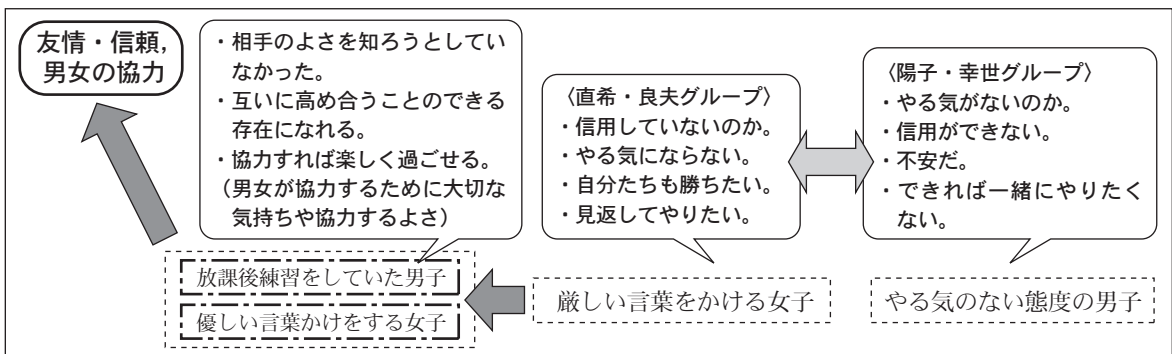 友情・信頼,
男女の協力
・相手のよさを知ろうとしてい
なかった。
・互いに高め合うことのできる
存在になれる。
・協力すれば楽しく過ごせる。
(男女が協力するために大切な
気持ちや協力するよさ)
〈直希・良夫グループ〉
・信用していないのか。
・やる気にならない。
・自分たちも勝ちたい。
・見返してやりたい。
〈陽子・幸世グループ〉
・やる気がないのか。
・信用ができない。
・不安だ。
・できれば一緒にやりたく
ない。
放課後練習をしていた男子
優しい言葉かけをする女子
厳しい言葉をかける女子
やる気のない態度の男子